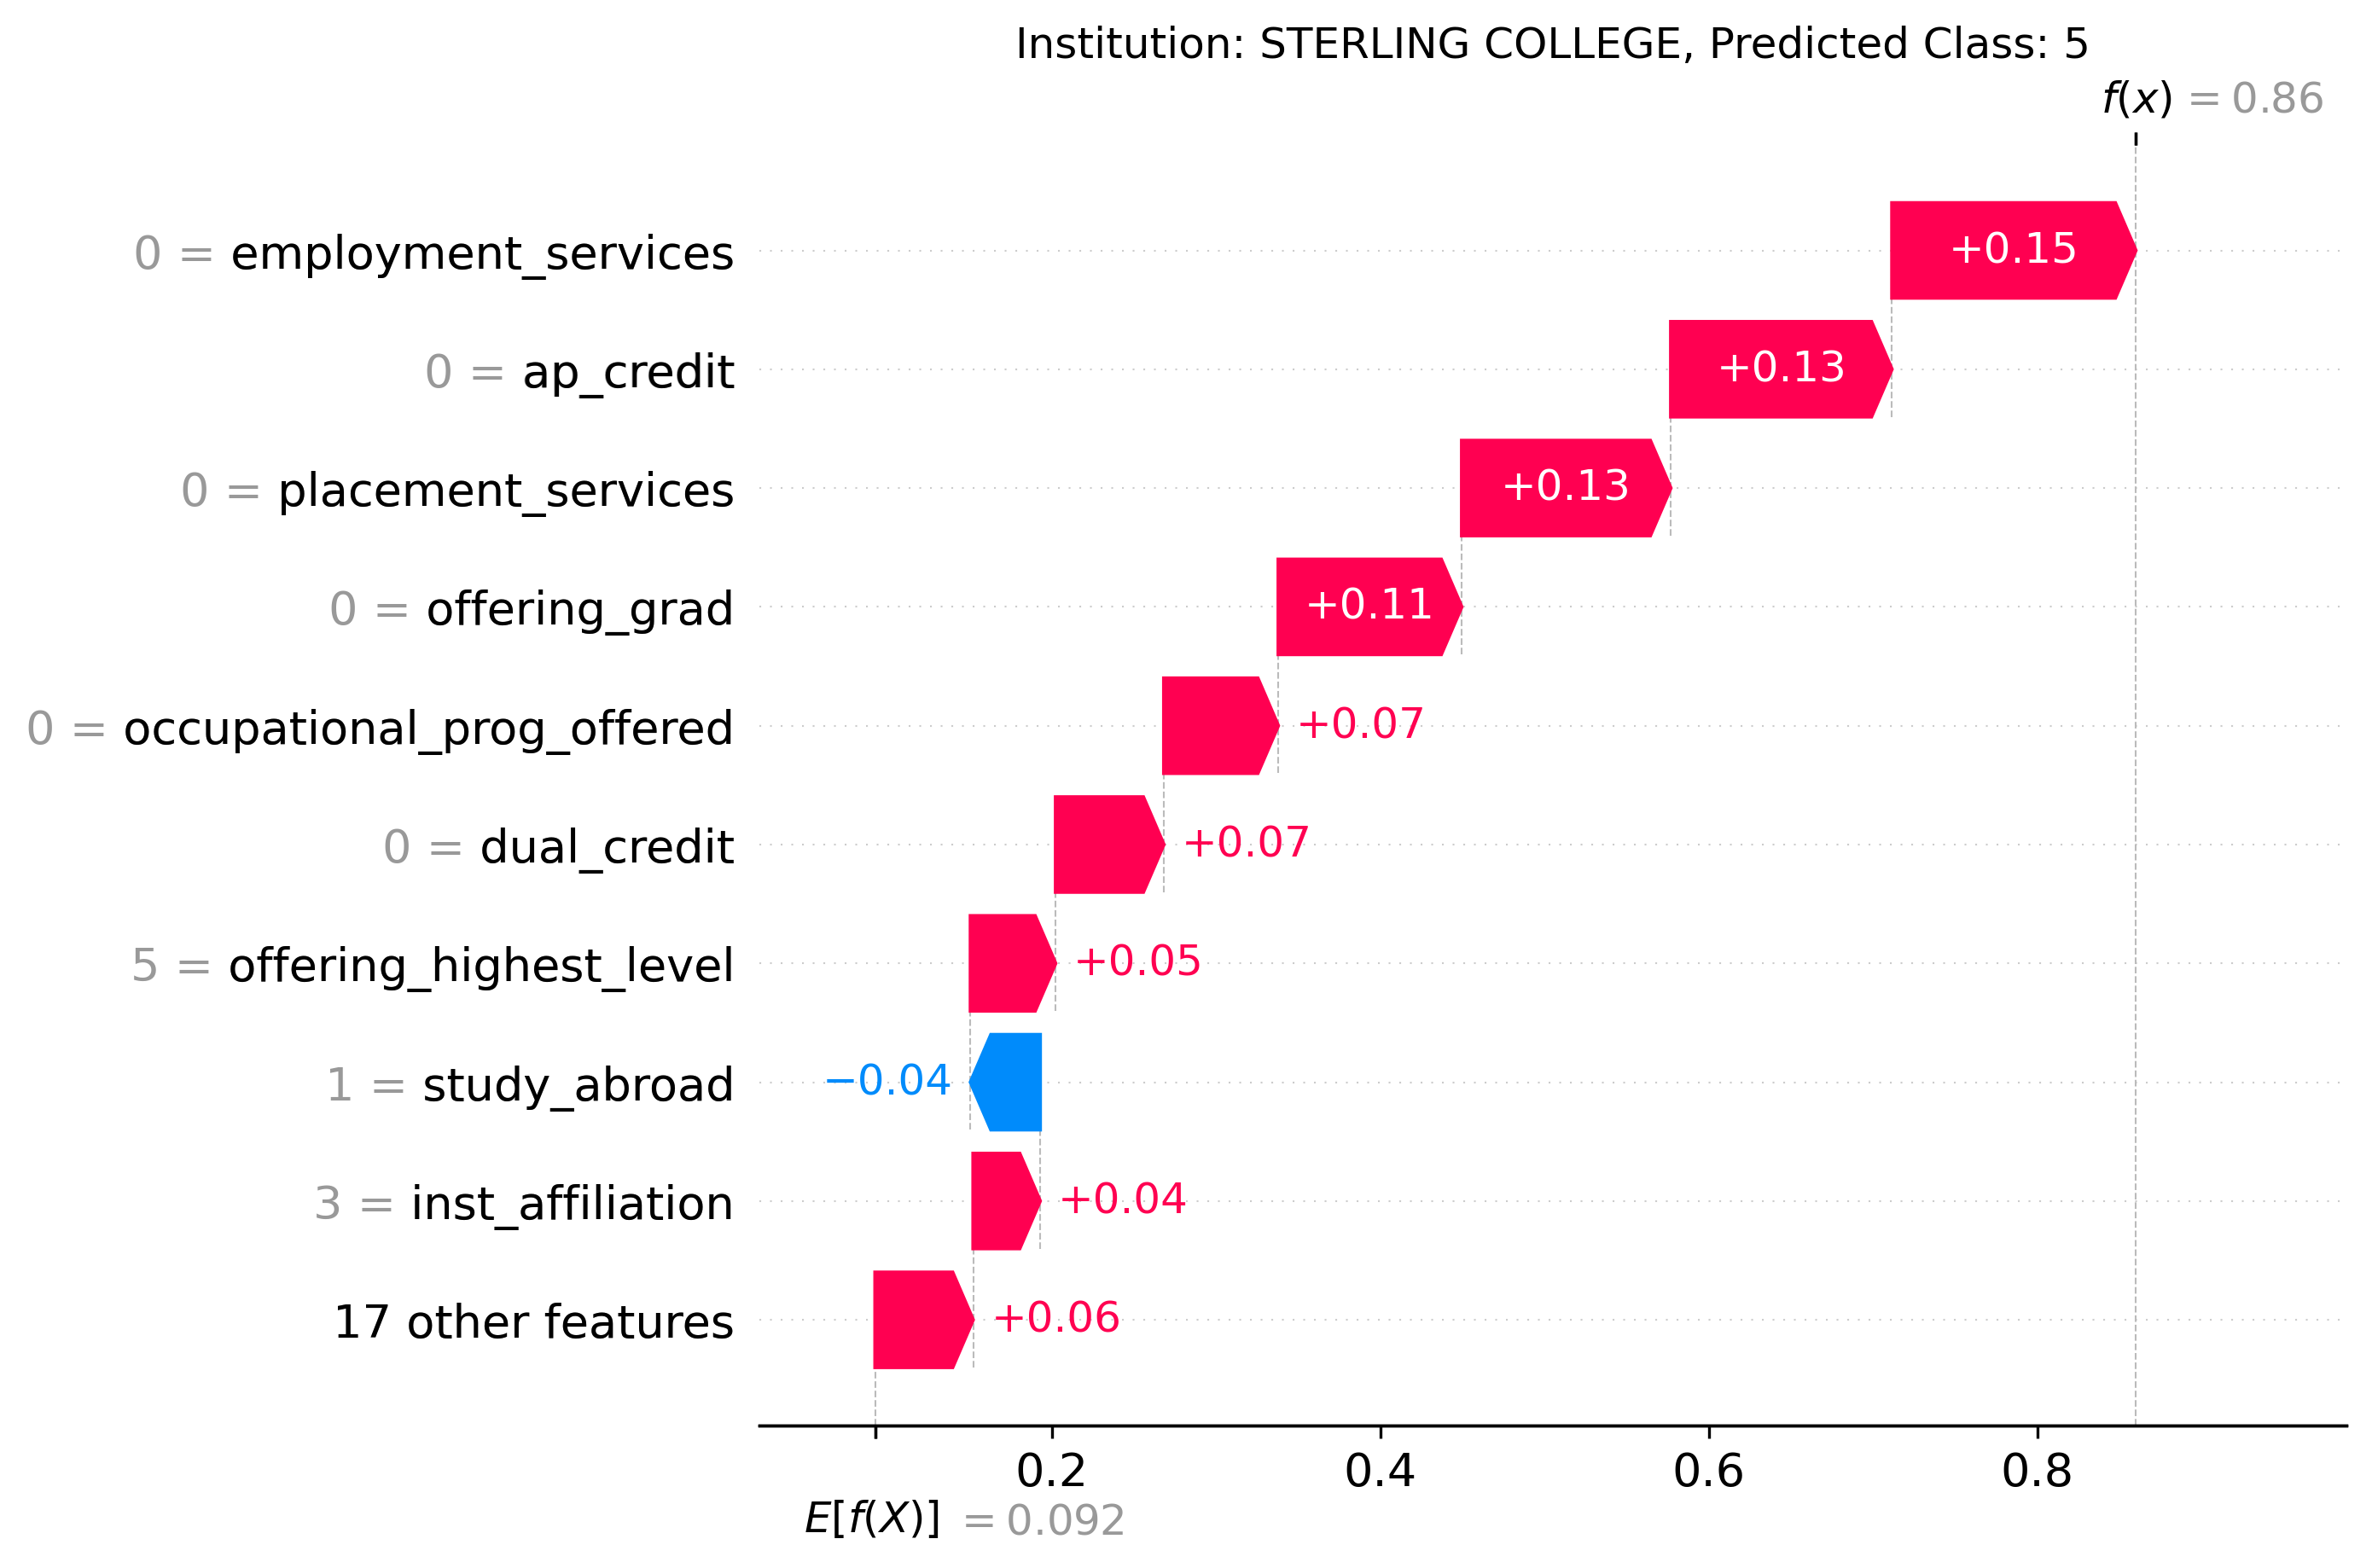 Institution: STERLING COLLEGE, Predicted Class: 5
f(x) = 0.86
0 = employment_services +0.15
0 = ap_credit +0.13
0 = placement_services +0.13
0 = offering_grad +0.11
0 = occupational_prog_offered +0.07
0 = dual_credit +0.07
5 = offering_highest_level +0.05
1 = study_abroad −0.04
3 = inst_affiliation +0.04
17 other features +0.06
0.2 0.4 0.6 0.8
E[f(X)] = 0.092